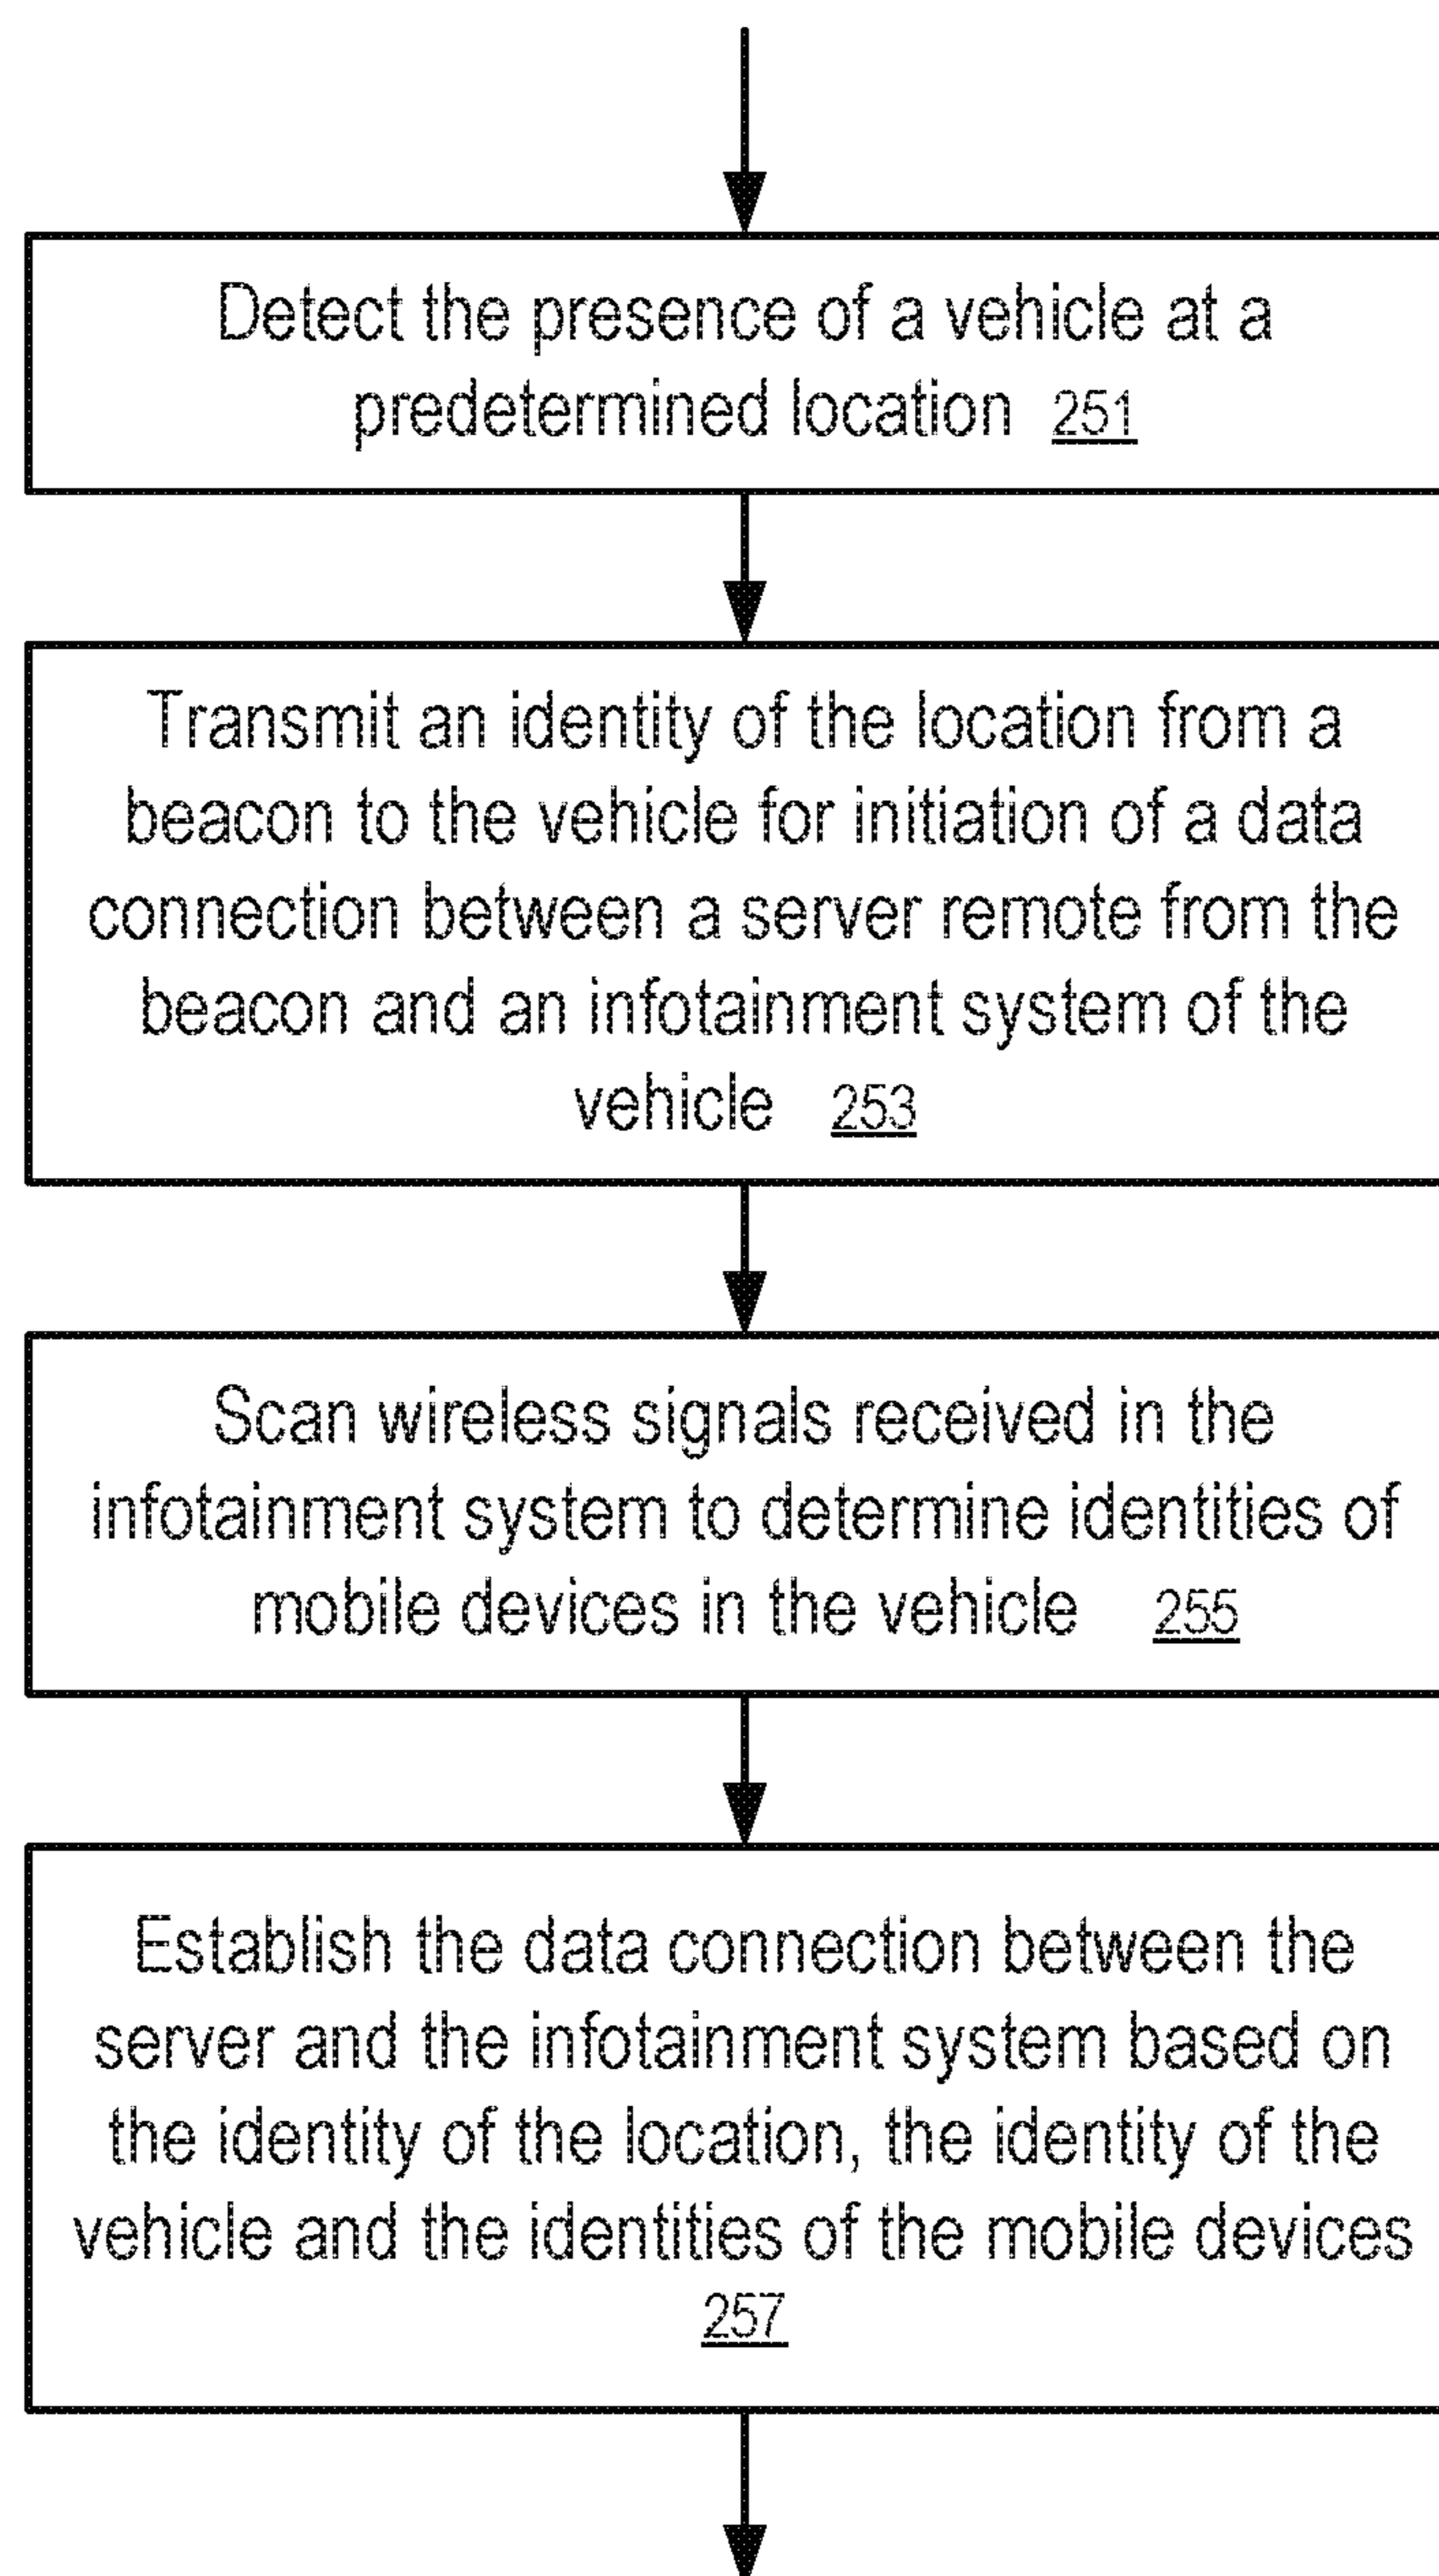 Detect the presence of a vehicle at a
predetermined location 251
Transmit an identity of the location from a
beacon to the vehicle for initiation of a data
connection between a server remote from the
beacon and an infotainment system of the
vehicle 253
Scan wireless signals received in the
infotainment system to determine identities of
mobile devices in the vehicle 255
Establish the data connection between the
server and the infotainment system based on
the identity of the location, the identity of the
vehicle and the identities of the mobile devices
257